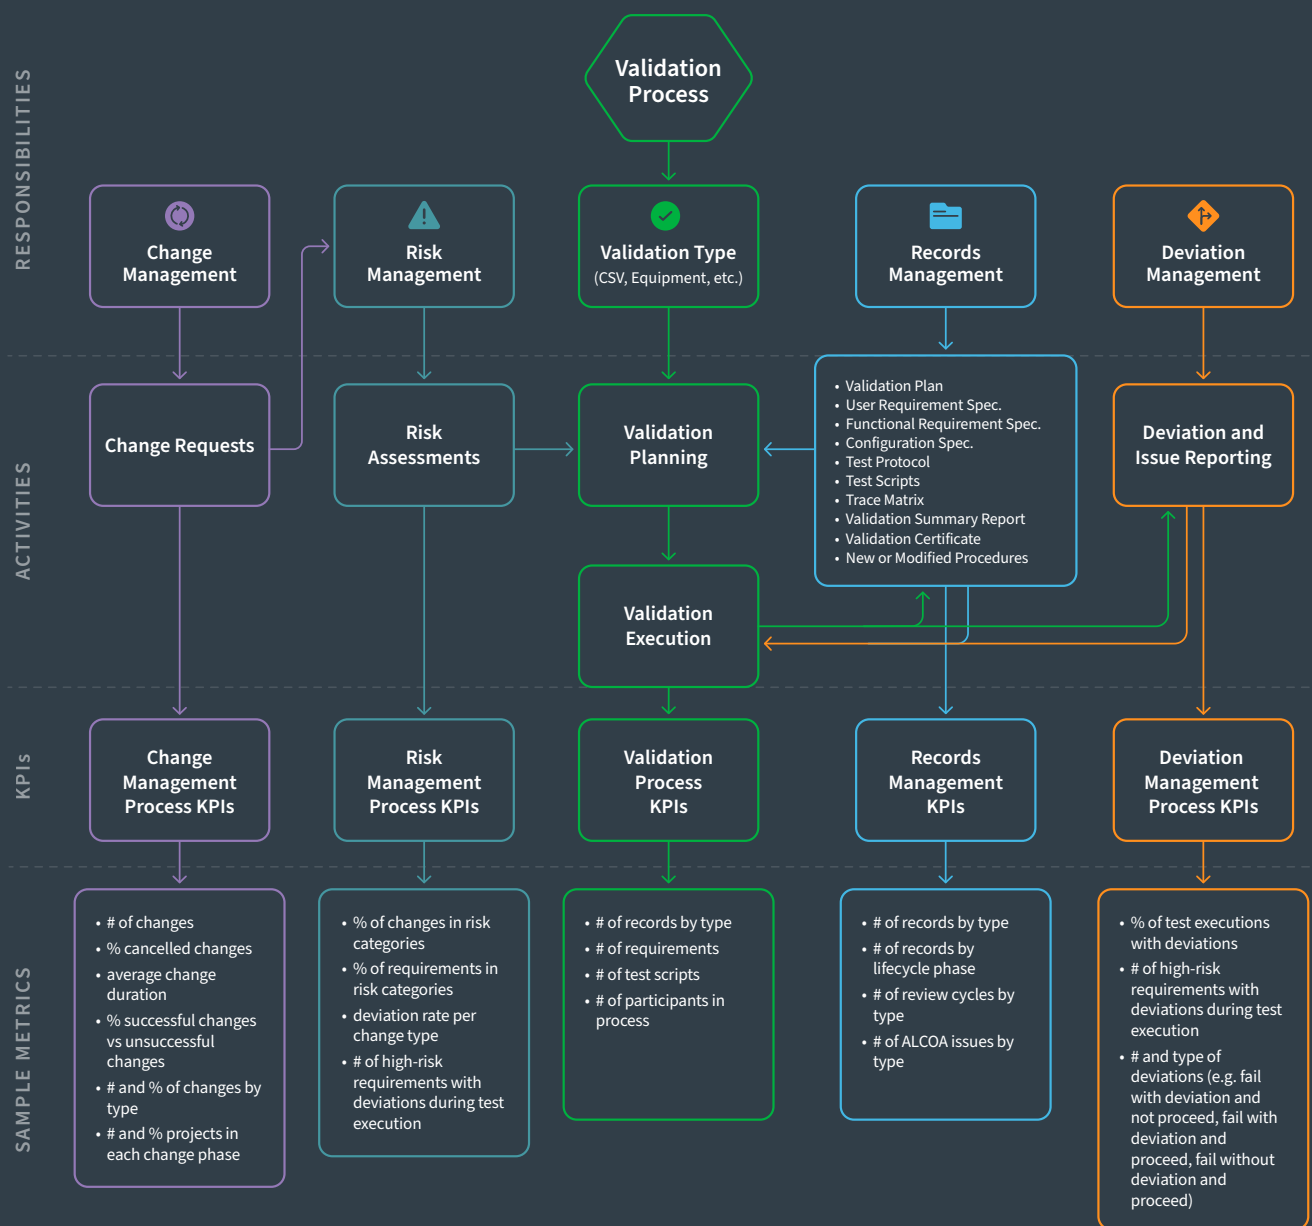 RESPONSIBILITIES
Validation
Process
Change
Management
Risk
Management
Validation Type
(CSV, Equipment, etc.)
Records
Management
Deviation
Management
ACTIVITIES
Change Requests
Risk
Assessments
Validation
Planning
• Validation Plan
• User Requirement Spec.
• Functional Requirement Spec.
• Configuration Spec.
• Test Protocol
• Test Scripts
• Trace Matrix
• Validation Summary Report
• Validation Certificate
• New or Modified Procedures
Deviation and
Issue Reporting
Validation
Execution
KPIs
Change
Management
Process KPIs
Risk
Management
Process KPIs
Validation
Process
KPIs
Records
Management
KPIs
Deviation
Management
Process KPIs
SAMPLE METRICS
• # of changes
• % cancelled changes
• average change
duration
• % successful changes
vs unsuccessful
changes
• # and % of changes by
type
• # and % projects in
each change phase
• % of changes in risk
categories
• % of requirements in
risk categories
• deviation rate per
change type
• # of high-risk
requirements with
deviations during test
execution
• # of records by type
• # of requirements
• # of test scripts
• # of participants in
process
• # of records by type
• # of records by
lifecycle phase
• # of review cycles by
type
• # of ALCOA issues by
type
• % of test executions
with deviations
• # of high-risk
requirements with
deviations during test
execution
• # and type of
deviations (e.g. fail
with deviation and
not proceed, fail with
deviation and
proceed, fail without
deviation and
proceed)